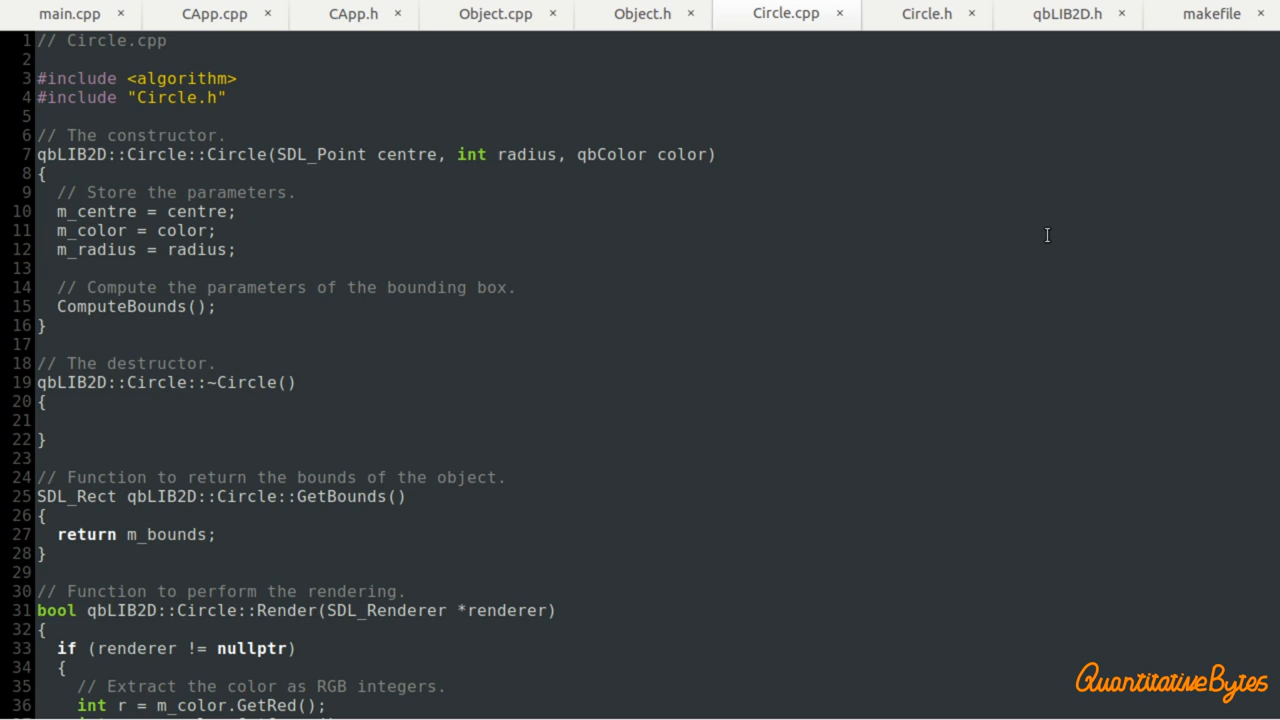 main.cpp × CApp.cpp × CApp.h × Object.cpp × Object.h × Circle.cpp × Circle.h × qbLIB2D.h × makefile ×
1 // Circle.cpp
2
3 #include <algorithm>
4 #include "Circle.h"
5
6 // The constructor.
7 qbLIB2D::Circle::Circle(SDL_Point centre, int radius, qbColor color)
8 {
9   // Store the parameters.
10   m_centre = centre;
11   m_color = color;
12   m_radius = radius;
13
14   // Compute the parameters of the bounding box.
15   ComputeBounds();
16 }
17
18 // The destructor.
19 qbLIB2D::Circle::~Circle()
20 {
21
22 }
23
24 // Function to return the bounds of the object.
25 SDL_Rect qbLIB2D::Circle::GetBounds()
26 {
27   return m_bounds;
28 }
29
30 // Function to perform the rendering.
31 bool qbLIB2D::Circle::Render(SDL_Renderer *renderer)
32 {
33   if (renderer != nullptr)
34   {
35     // Extract the color as RGB integers.
36     int r = m_color.GetRed();
QuantitativeBytes